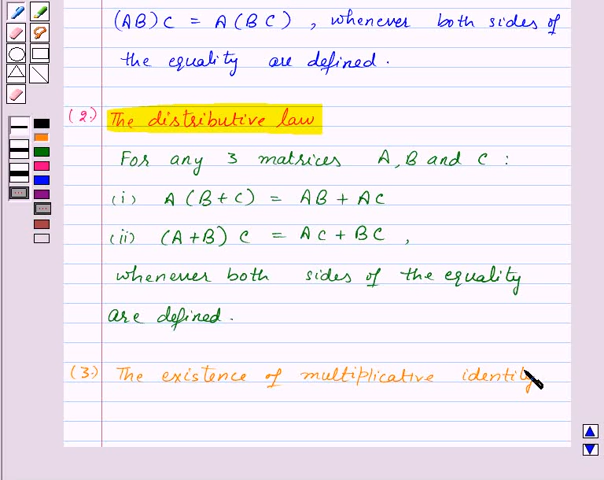 (AB)C = A(BC), whenever both sides of
the equality are defined.
(2.) The distributive law
For any 3 matrices A, B and C :
(i) A(B+C) = AB + AC
(ii) (A+B) C = AC + BC ,
whenever both sides of the equality
are defined.
(3.) The existence of multiplicative identity